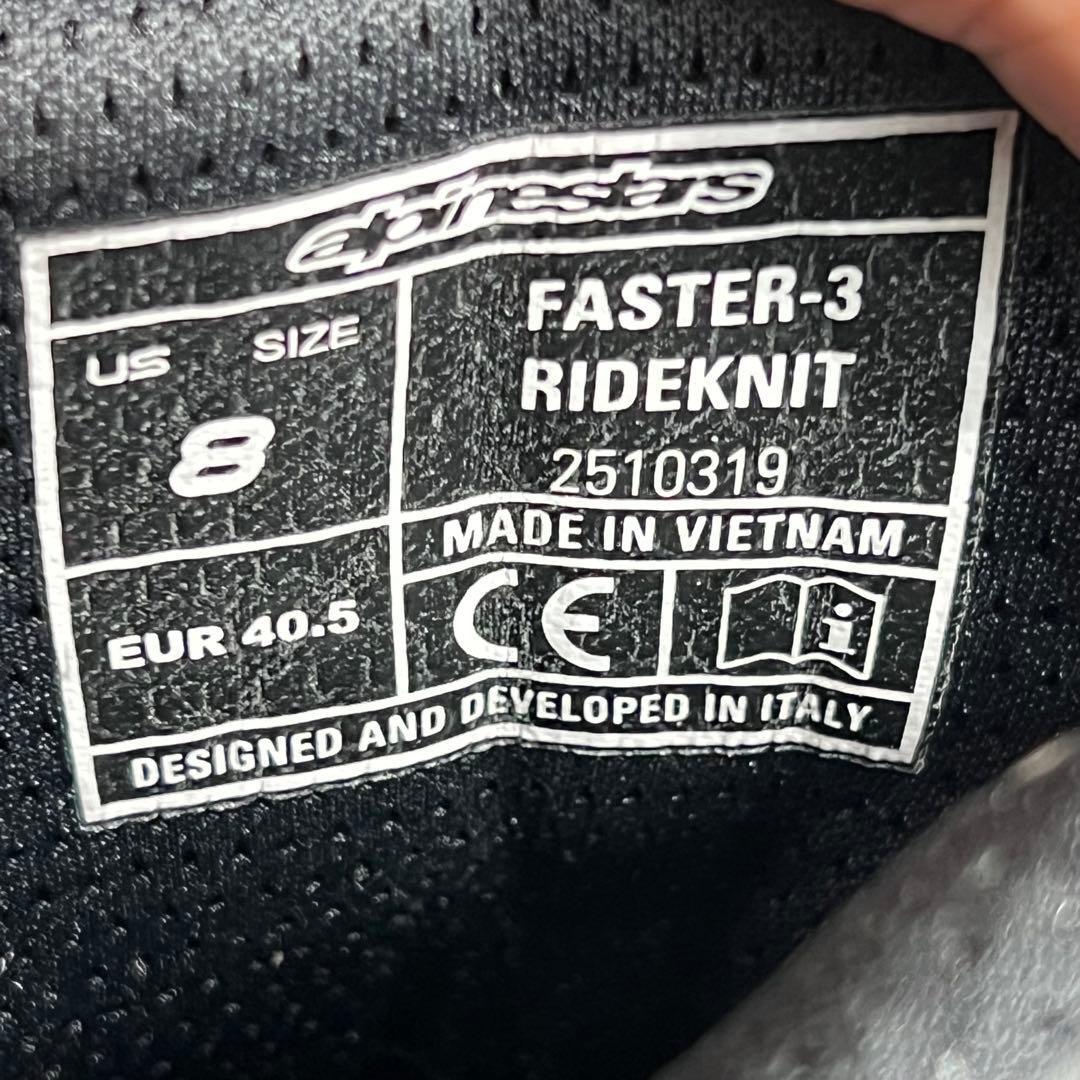 alpinestars
US SIZE
8
FASTER-3
RIDEKNIT
2510319
MADE IN VIETNAM
EUR 40.5
CE
i
DESIGNED AND DEVELOPED IN ITALY